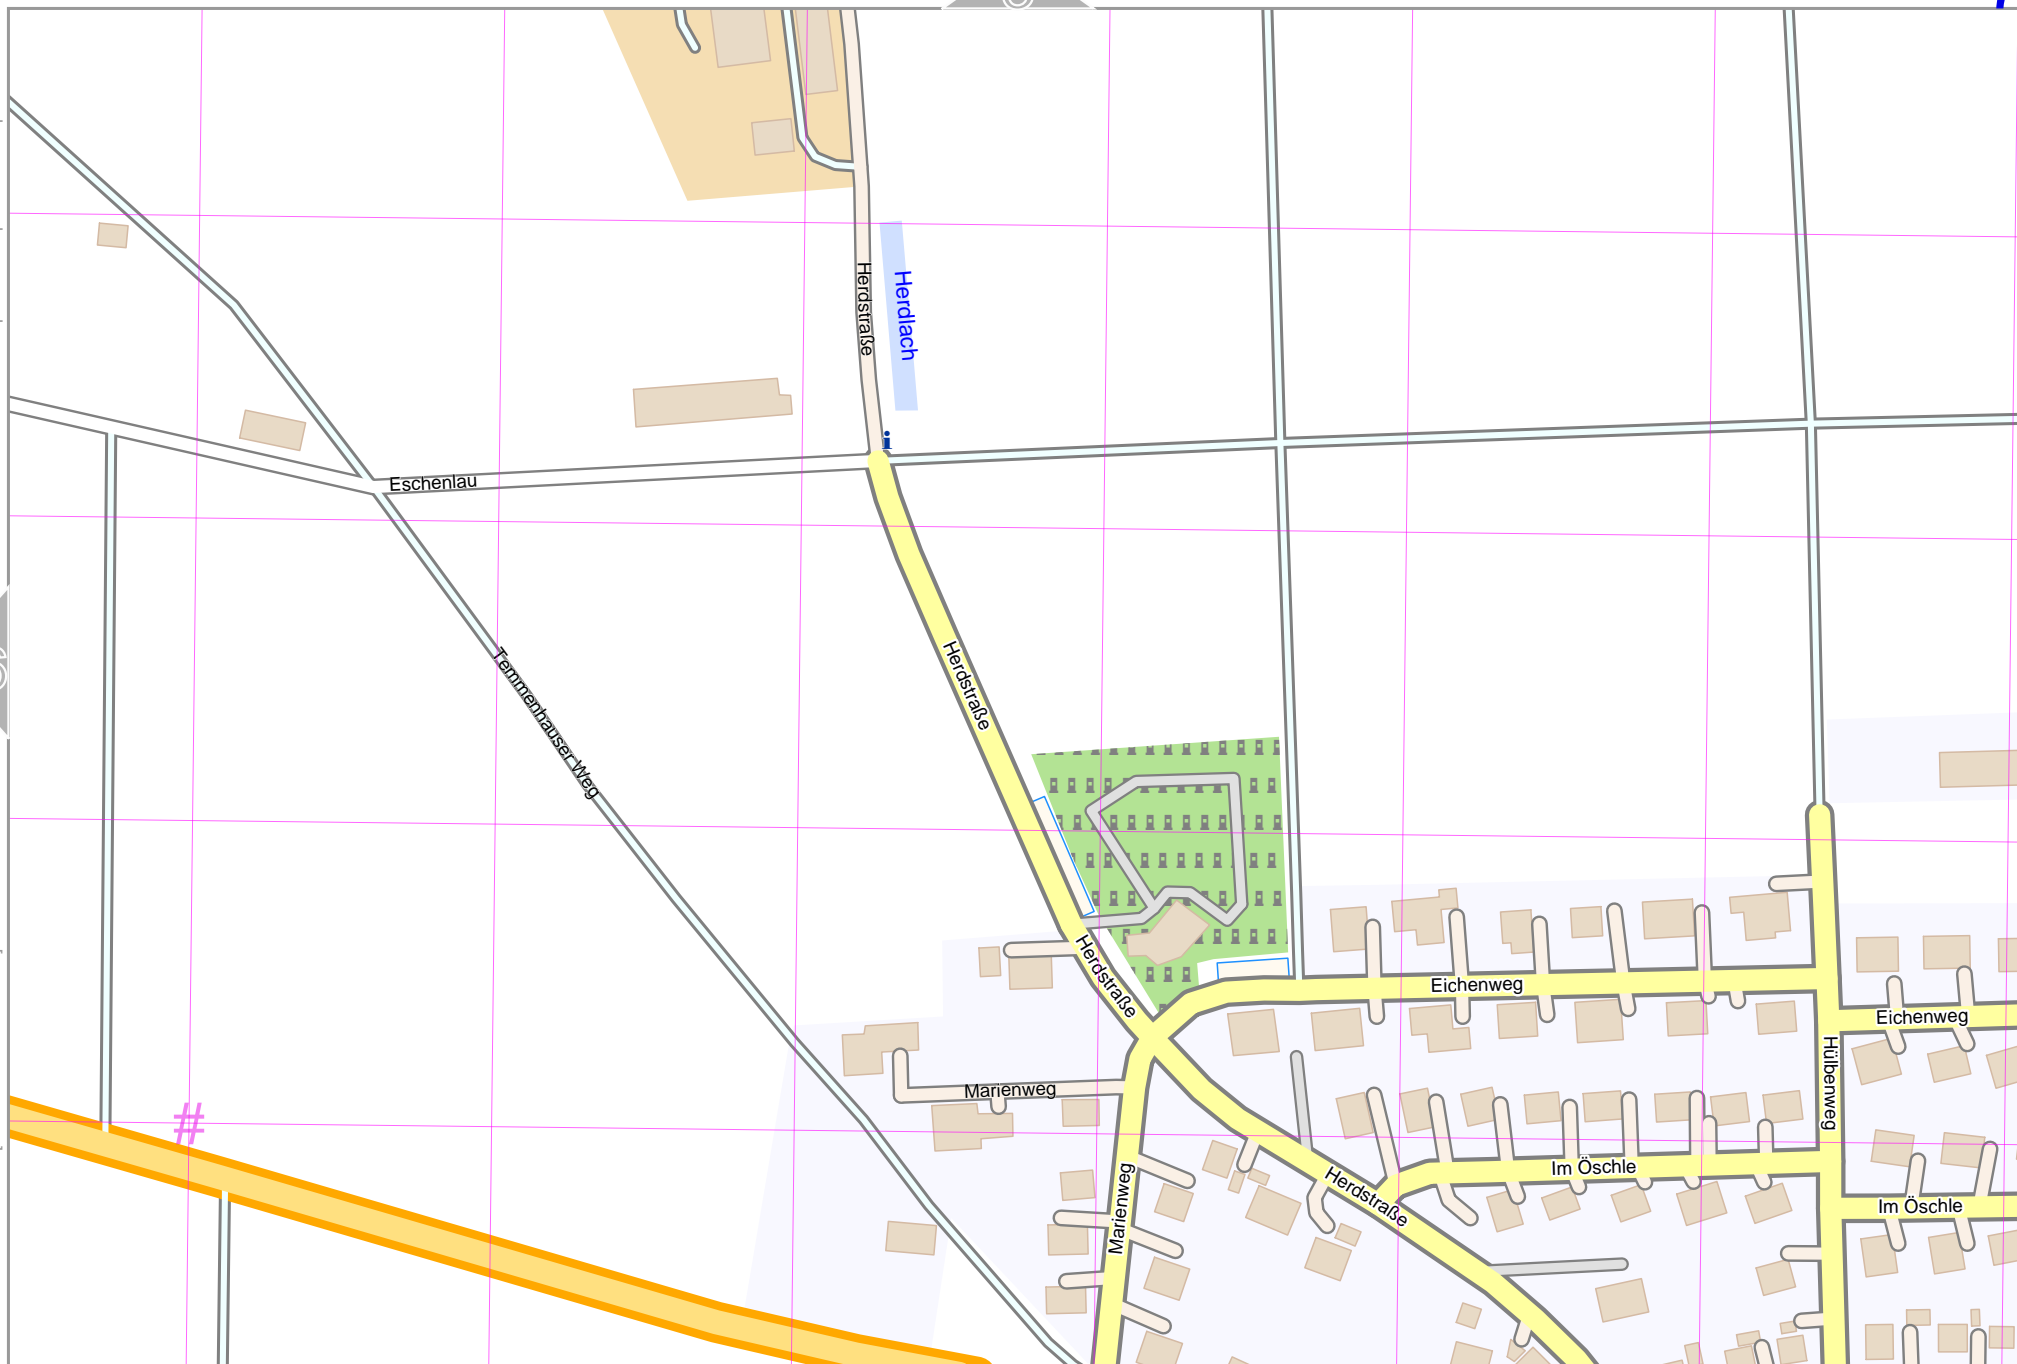 Herdstraße
Herdlach
i
Eschenlau
Herdstraße
Temmenhauser Weg
Herdstraße
Eichenweg
Eichenweg
Hülbenweg
Marienweg
#
Marienweg
Herdstraße
Im Öschle
Im Öschle